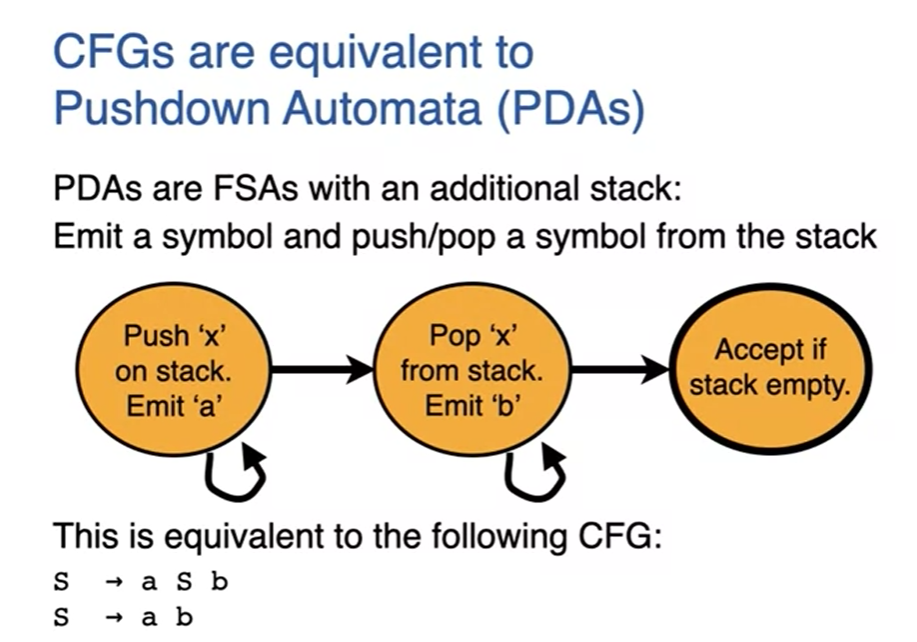 CFGs are equivalent to
Pushdown Automata (PDAs)
PDAs are FSAs with an additional stack:
Emit a symbol and push/pop a symbol from the stack
Push ‘x’
on stack.
Emit ‘a’
Pop ‘x’
from stack.
Emit ‘b’
Accept if
stack empty.
This is equivalent to the following CFG:
S → a S b
S → a b